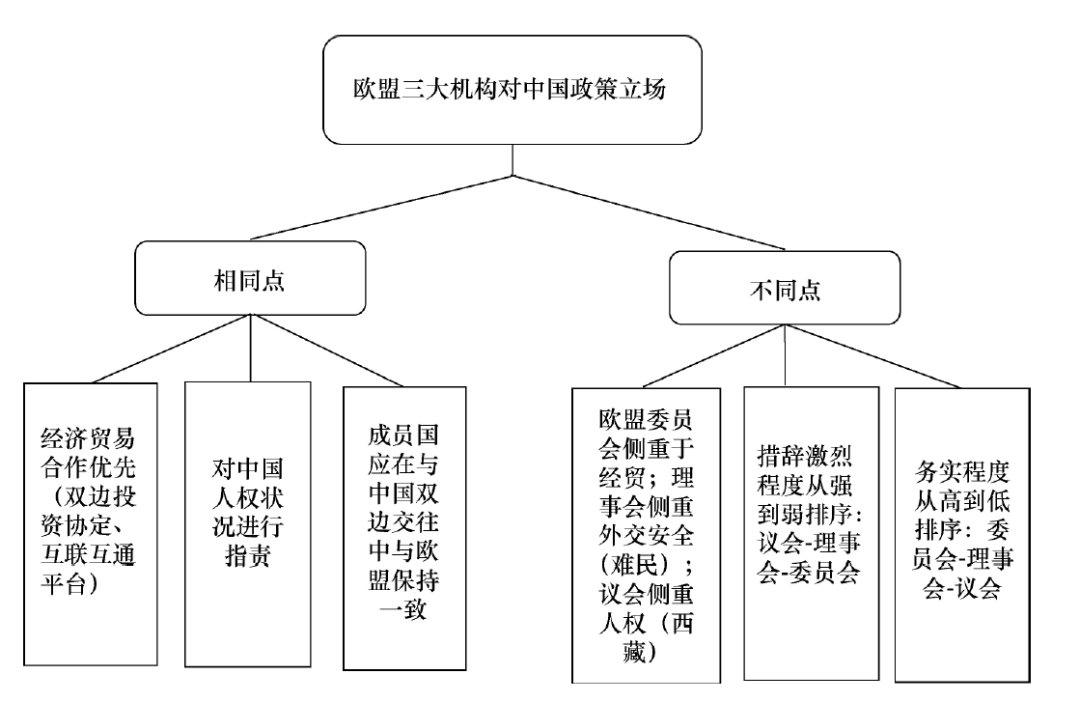 欧盟三大机构对中国政策立场
相同点
不同点
经济贸易
合作优先
（双边投
资协定、
互联互通
平台）
对中国
人权状
况进行
指责
成员国
应在与
中国双
边交往
中与欧
盟保持
一致
欧盟委员
会侧重于
经贸；理
事会侧重
外交安全
（难民）；
议会侧重
人权（西
藏）
措辞激烈
程度从强
到弱排序：
议会-理事
会-委员会
务实程度
从高到低
排序：委
员会-理事
会-议会